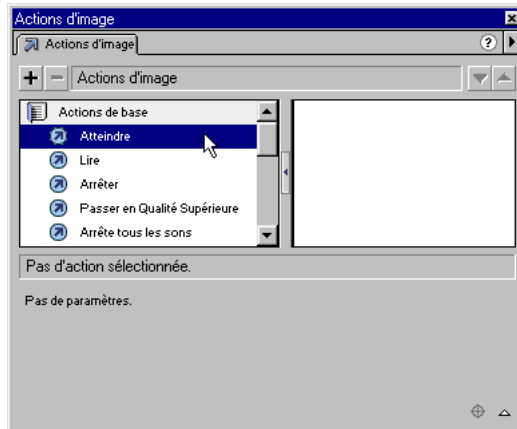 Actions d'image
Actions d'image
?
Actions d'image
Actions de base
Atteindre
Lire
Arrêter
Passer en Qualité Supérieure
Arrête tous les sons
Pas d'action sélectionnée.
Pas de paramètres.